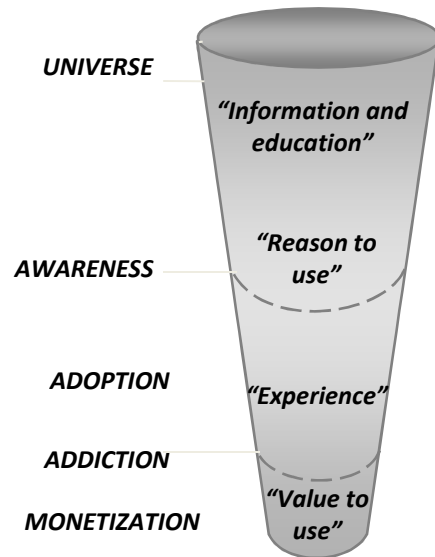 UNIVERSE
“Information and
education”
“Reason to
use”
AWARENESS
ADOPTION
“Experience”
ADDICTION
“Value to
use”
MONETIZATION